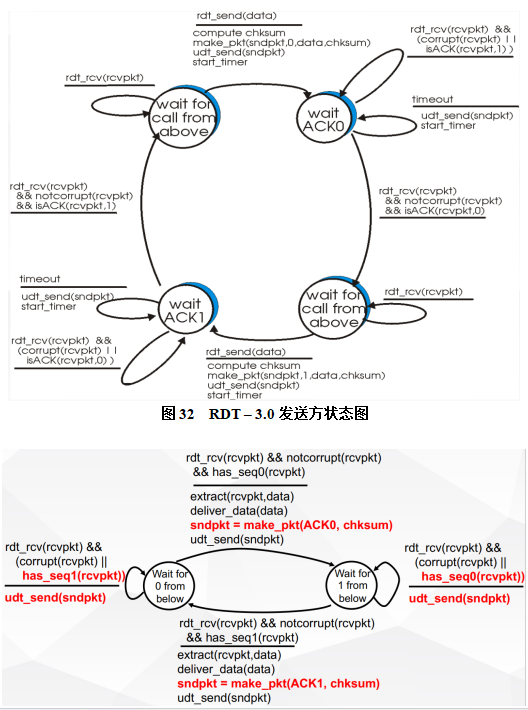 rdt_send(data)
compute chksum
make_pkt(sndpkt,0,data,chksum)
udt_send(sndpkt)
start_timer
rdt_rcv(rcvpkt) &&
(corrupt(rcvpkt) ||
isACK(rcvpkt,1) )
rdt_rcv(rcvpkt)
wait for
call from
above
wait
ACK0
timeout
udt_send(sndpkt)
start_timer
rdt_rcv(rcvpkt)
&& notcorrupt(rcvpkt)
&& isACK(rcvpkt,1)
rdt_rcv(rcvpkt)
&& notcorrupt(rcvpkt)
&& isACK(rcvpkt,0)
timeout
udt_send(sndpkt)
start_timer
wait
ACK1
wait for
call from
above
rdt_rcv(rcvpkt)
rdt_rcv(rcvpkt) &&
(corrupt(rcvpkt) ||
isACK(rcvpkt,0) )
rdt_send(data)
compute chksum
make_pkt(sndpkt,1,data,chksum)
udt_send(sndpkt)
start_timer
图 32 RDT – 3.0 发送方状态图
rdt_rcv(rcvpkt) && notcorrupt(rcvpkt)
&& has_seq0(rcvpkt)
extract(rcvpkt,data)
deliver_data(data)
sndpkt = make_pkt(ACK0, chksum)
udt_send(sndpkt)
rdt_rcv(rcvpkt) &&
(corrupt(rcvpkt) ||
has_seq1(rcvpkt))
udt_send(sndpkt)
Wait for
0 from
below
Wait for
1 from
below
rdt_rcv(rcvpkt) &&
(corrupt(rcvpkt) ||
has_seq0(rcvpkt))
udt_send(sndpkt)
rdt_rcv(rcvpkt) && notcorrupt(rcvpkt)
&& has_seq1(rcvpkt)
extract(rcvpkt,data)
deliver_data(data)
sndpkt = make_pkt(ACK1, chksum)
udt_send(sndpkt)